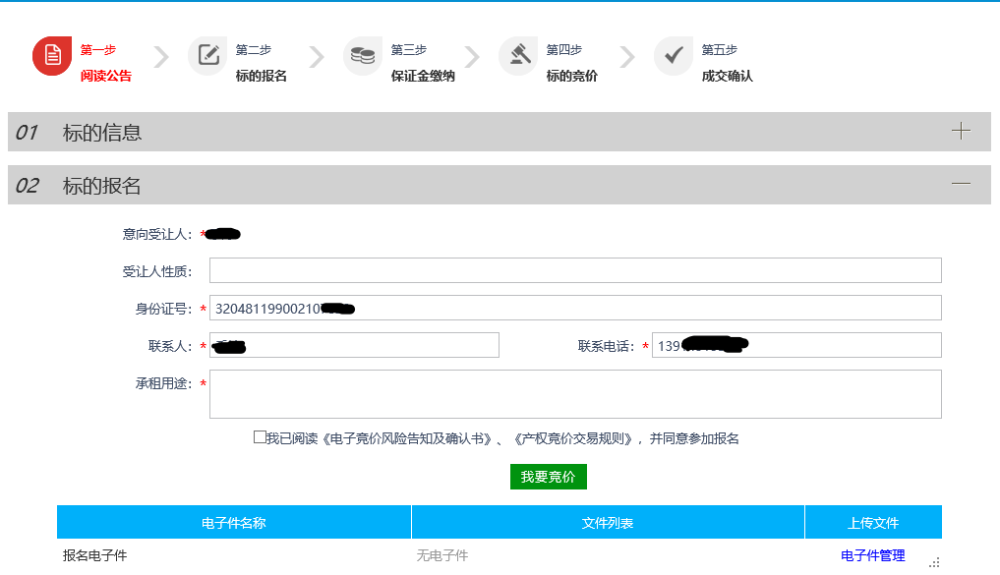 第一步 第二步 第三步 第四步 第五步
阅读公告 标的报名 保证金缴纳 标的竞价 成交确认
01 标的信息
02 标的报名
意向受让人：*
受让人性质：
身份证号：* 32048119900210
联系人：* 联系电话：* 139
承租用途：*
我已阅读《电子竞价风险告知及确认书》、《产权竞价交易规则》，并同意参加报名
我要竞价
电子件名称 文件列表 上传文件
报名电子件 无电子件 电子件管理